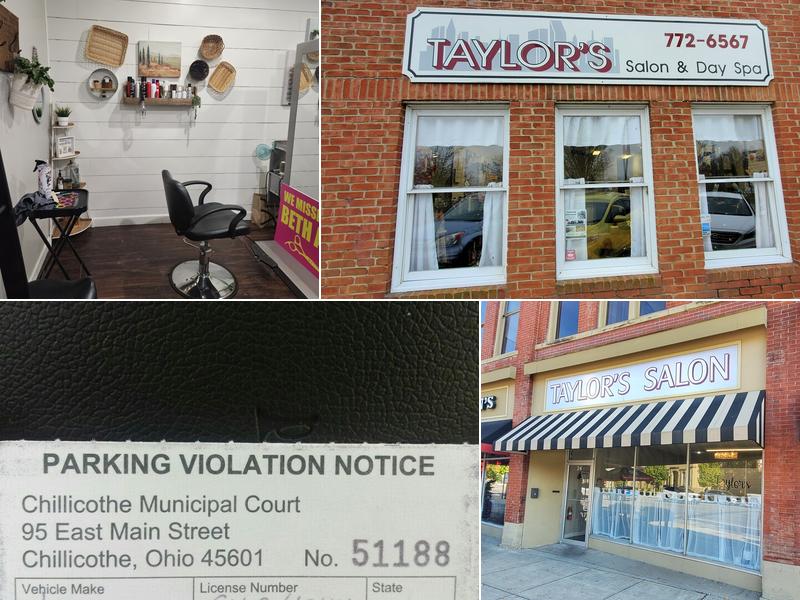 WE MISS
BETH
TAYLOR'S
772-6567
Salon & Day Spa
PARKING VIOLATION NOTICE
Chillicothe Municipal Court
95 East Main Street
Chillicothe, Ohio 45601 No. 51188
Vehicle Make License Number State
TAYLOR'S SALON